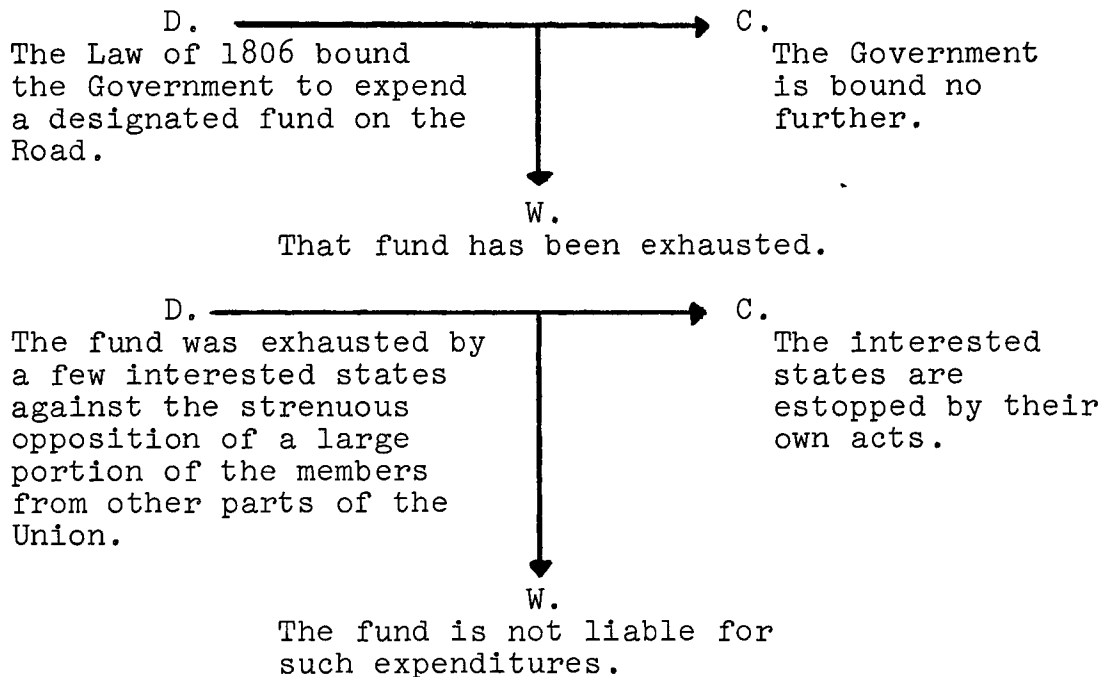 D. C.
The Law of 1806 bound The Government
the Government to expend is bound no
a designated fund on the further.
Road.
W.
That fund has been exhausted.
D. C.
The fund was exhausted by The interested
a few interested states states are
against the strenuous estopped by their
opposition of a large own acts.
portion of the members
from other parts of the
Union.
W.
The fund is not liable for
such expenditures.